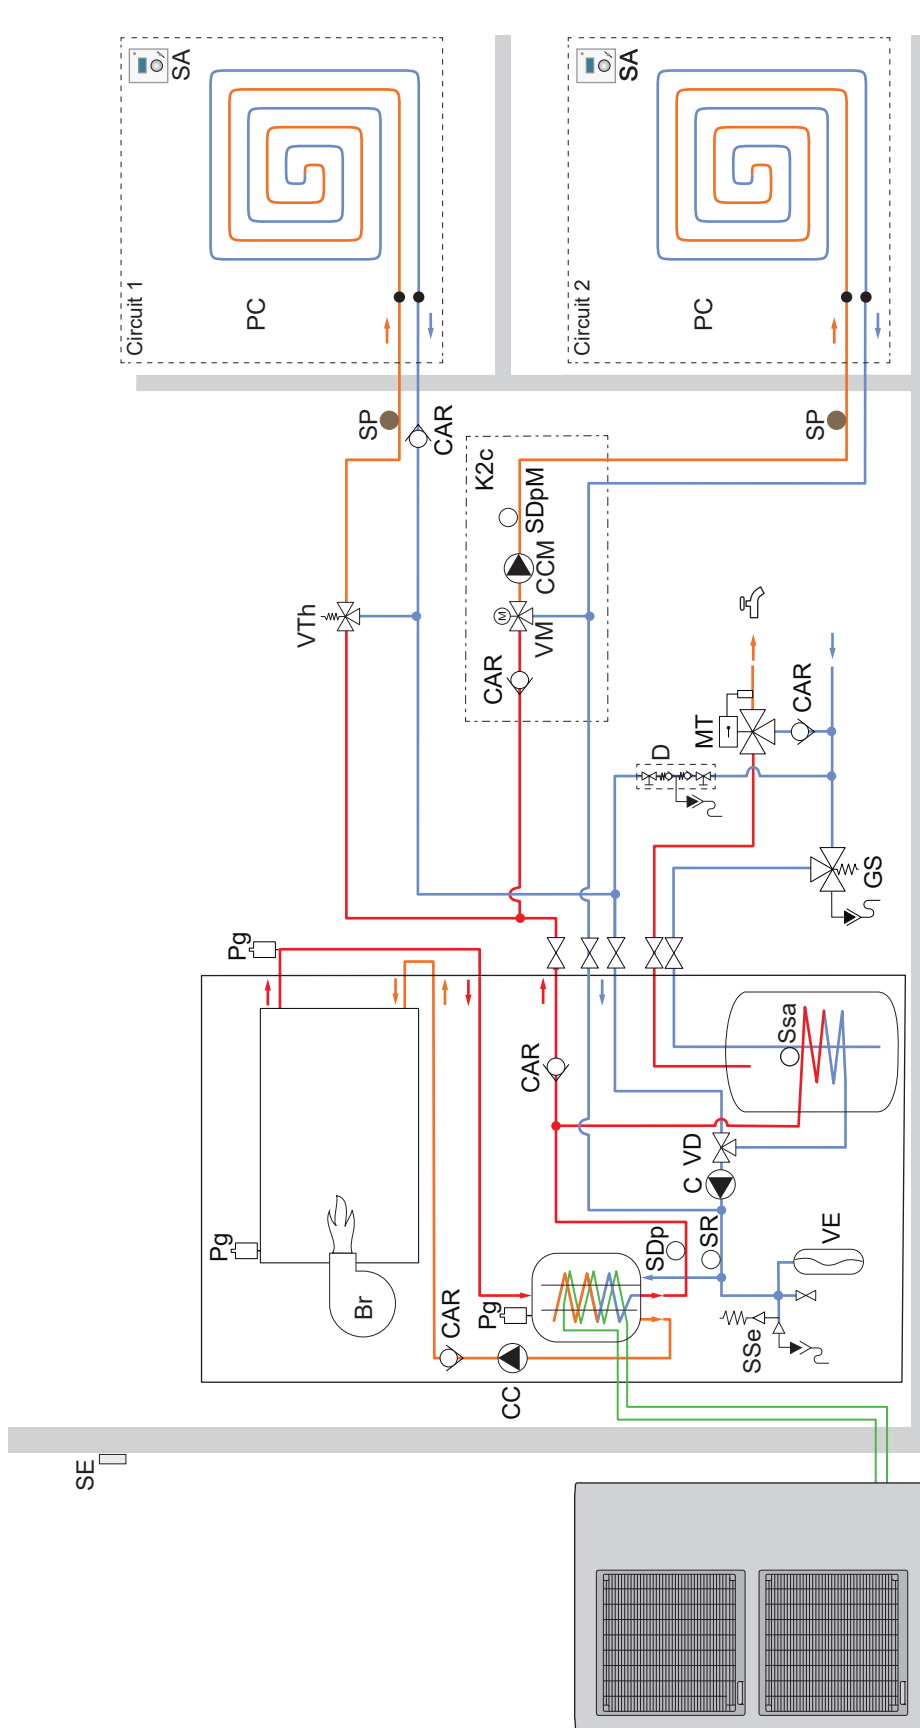 SA
Circuit 1
PC
SA
Circuit 2
PC
SP
CAR
SP
K2c
SDpM
CCM
M
VM
CAR
VTh
D
MT
CAR
GS
Pg
Pg
Br
CAR
Ssa
VD
C
SR
SDp
VE
Pg
CAR
CC
SSe
SE